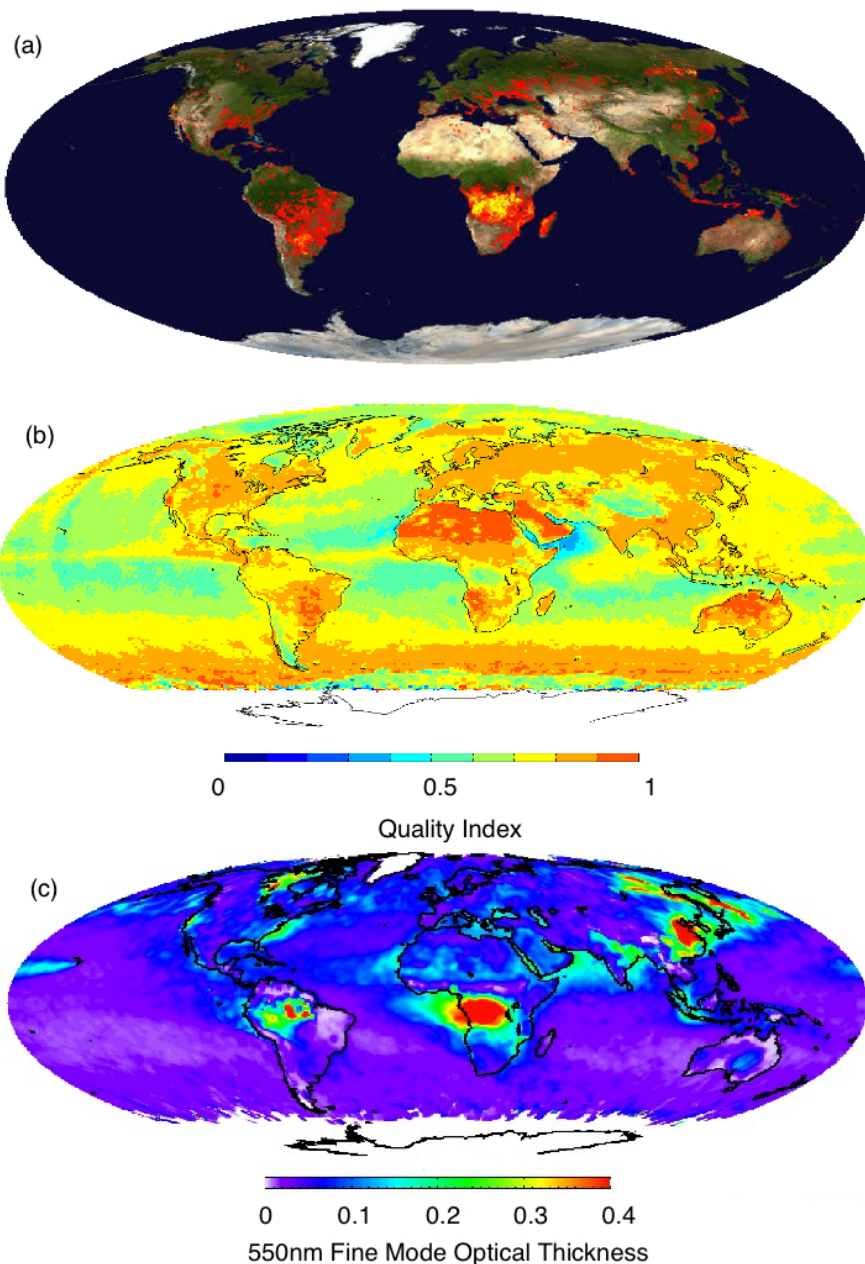 (a)
(b)
0 0.5 1
Quality Index
(c)
0 0.1 0.2 0.3 0.4
550nm Fine Mode Optical Thickness